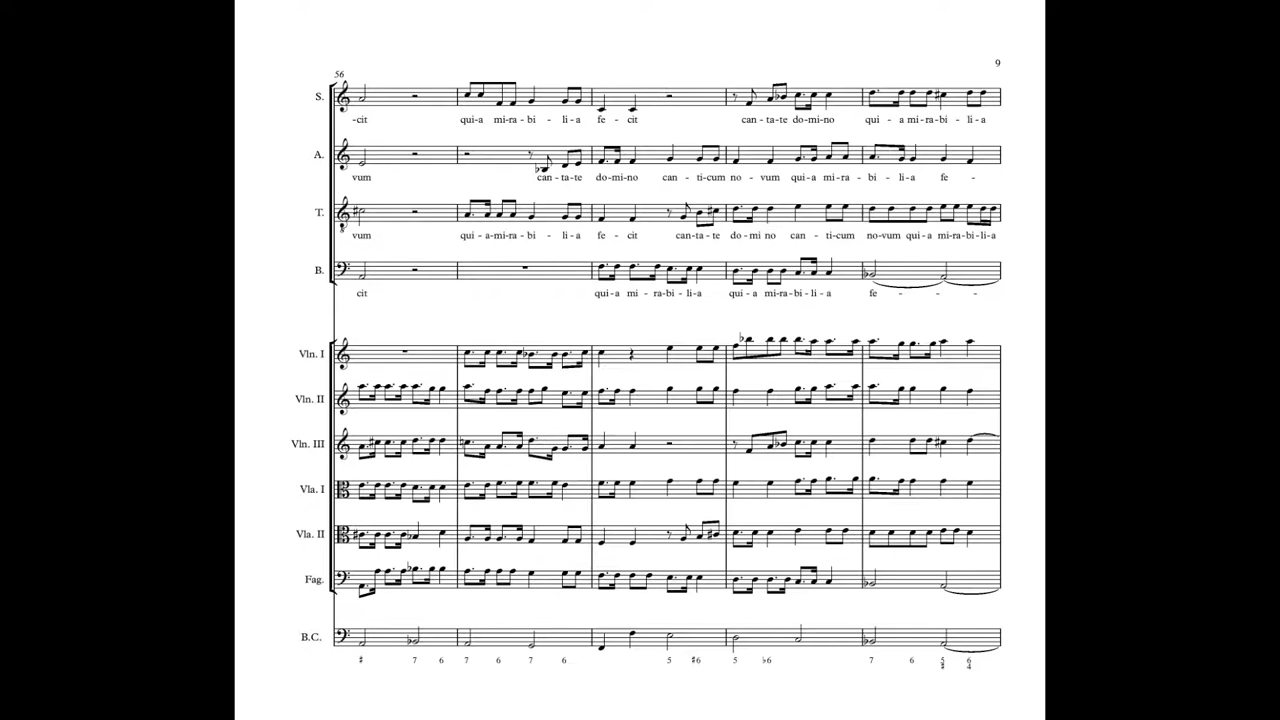 9
56
S.
-cit qui-a mi-ra-bi-li-a fe-cit can-ta-te do-mi-no qui-a mi-ra-bi-li-a
A.
vum can-ta-te do-mi-no can-ti-cum no-vum qui-a mi-ra-bi-li-a fe-
T.
vum qui-a-mi-ra-bi-li-a fe-cit can-ta-te do-mi no can-ti-cum no-vum qui-a mi-ra-bi-li-a
B.
cit qui-a mi-ra-bi-li-a qui-a mi-ra-bi-li-a fe - - -
Vln. I
Vln. II
Vln. III
Vla. I
Vla. II
Fag.
B.C.
♯ 7 6 7 6 7 6 5 ♯6 5 ♭6 7 6 5 6
♯ 4